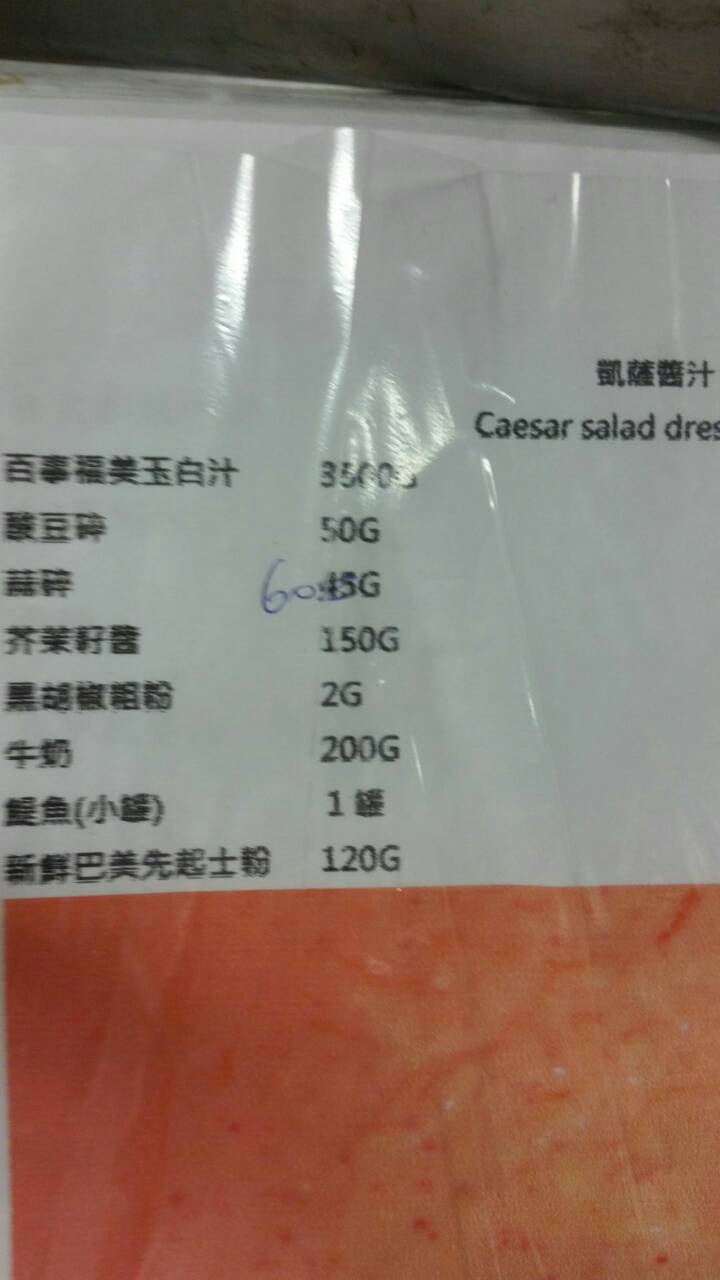 凱薩醬汁
Caesar salad dres
百事福美玉白汁 3500G
酸豆碎 50G
蒜碎 60 45G
芥茉籽醬 150G
黑胡椒粗粉 2G
牛奶 200G
鯷魚(小罐) 1 罐
新鮮巴美先起士粉 120G